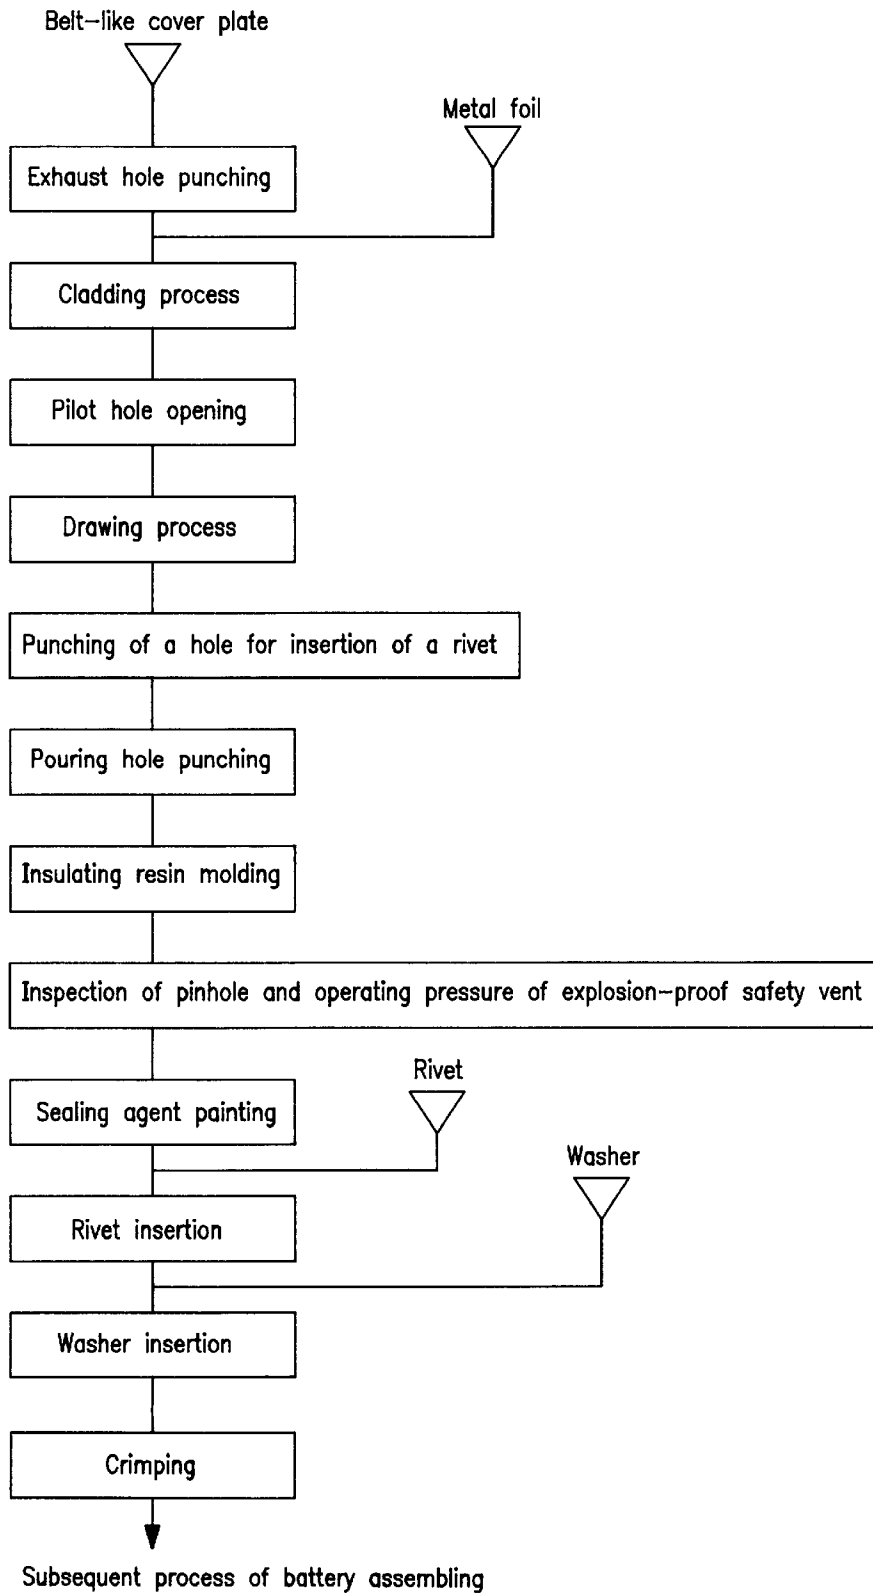 Belt-like cover plate
Metal foil
Exhaust hole punching
Cladding process
Pilot hole opening
Drawing process
Punching of a hole for insertion of a rivet
Pouring hole punching
Insulating resin molding
Inspection of pinhole and operating pressure of explosion-proof safety vent
Rivet
Sealing agent painting
Washer
Rivet insertion
Washer insertion
Crimping
Subsequent process of battery assembling